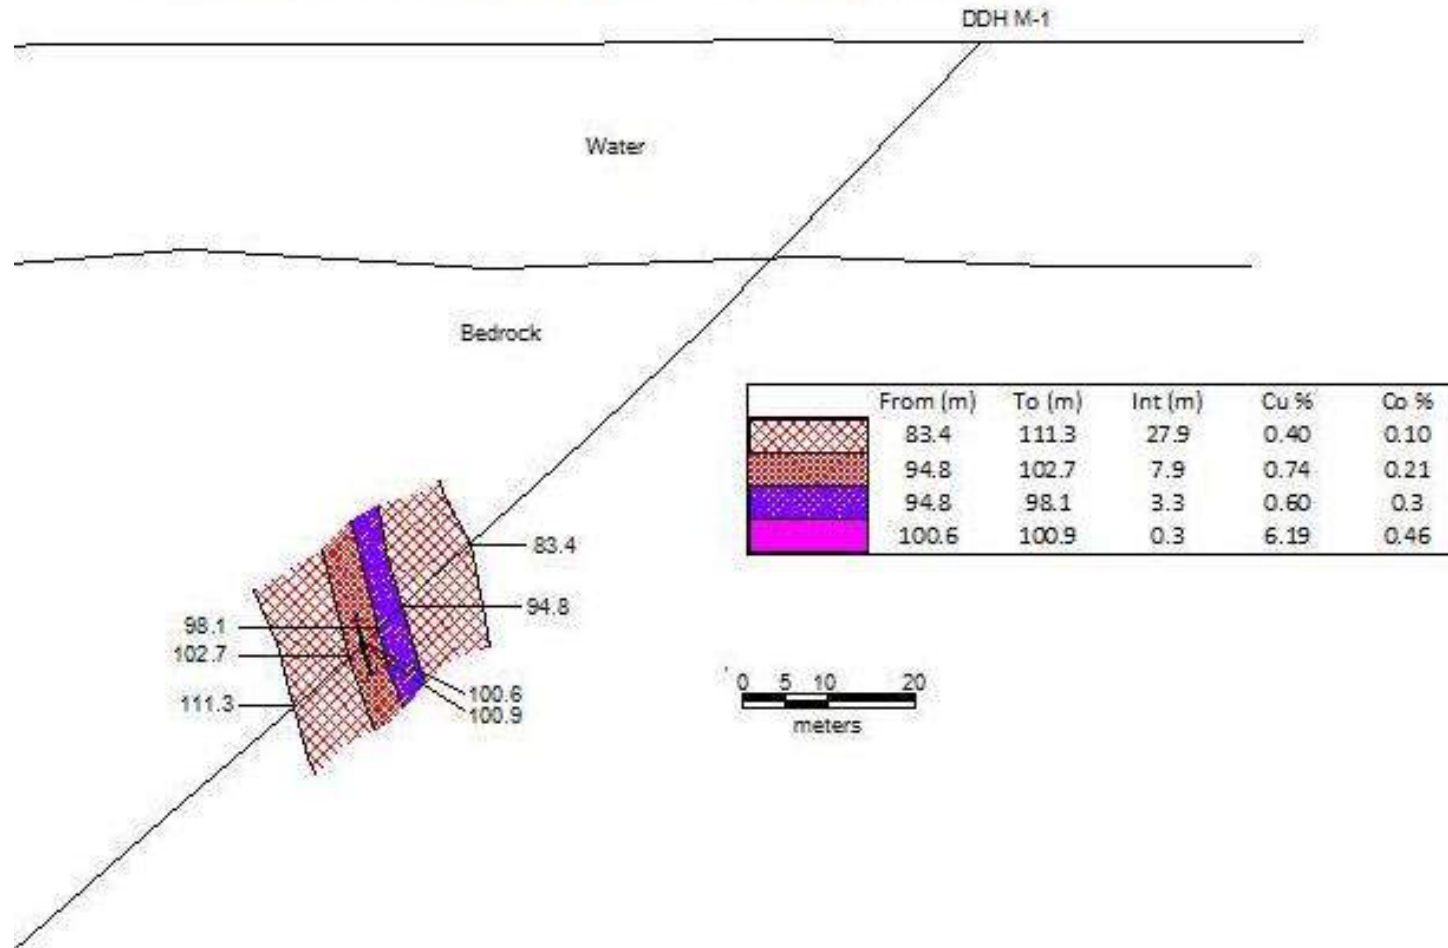 DDH M-1
Water
Bedrock
From (m) To (m) Int (m) Cu % Co %
83.4 111.3 27.9 0.40 0.10
94.8 102.7 7.9 0.74 0.21
94.8 98.1 3.3 0.60 0.3
100.6 100.9 0.3 6.19 0.46
83.4
94.8
98.1
102.7
100.6
111.3
100.9
0 5 10 20
meters